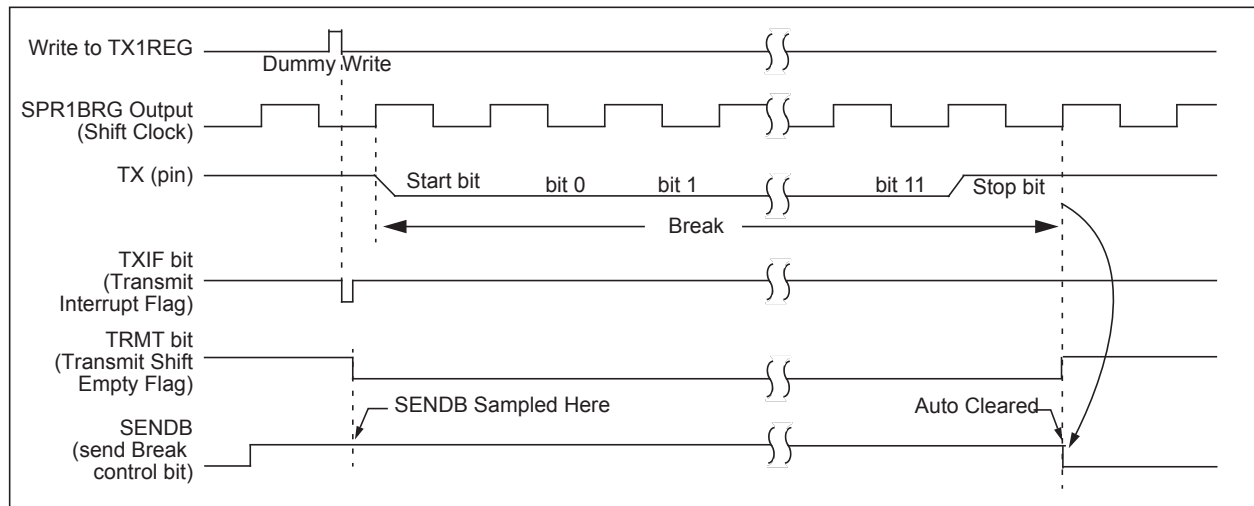 Write to TX1REG
Dummy Write
SPR1BRG Output
(Shift Clock)
TX (pin)
Start bit
bit 0
bit 1
bit 11
Stop bit
Break
TXIF bit
(Transmit
Interrupt Flag)
TRMT bit
(Transmit Shift
Empty Flag)
SENDB Sampled Here
Auto Cleared
SENDB
(send Break
control bit)